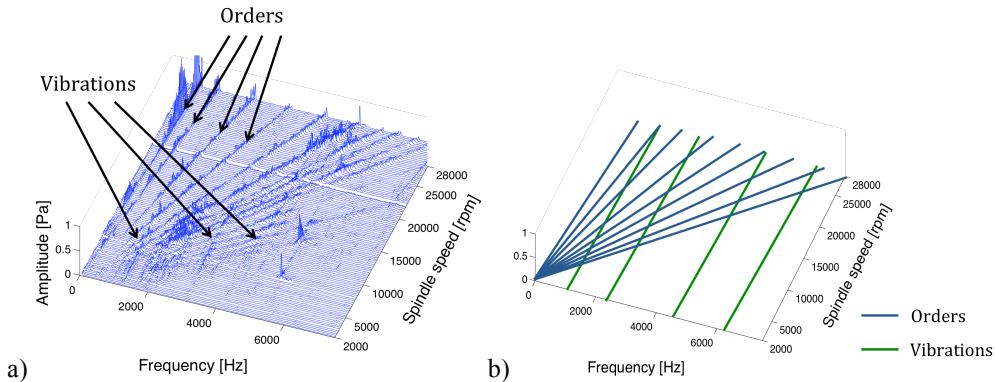 Orders
Vibrations
Amplitude [Pa]
1
0.5
0
0
2000
4000
6000
Frequency [Hz]
2000
5000
10000
15000
20000
25000
28000
Spindle speed [rpm]
a)
1
0.5
0
0
2000
4000
6000
Frequency [Hz]
2000
5000
10000
15000
20000
25000
28000
Spindle speed [rpm]
Orders
Vibrations
b)